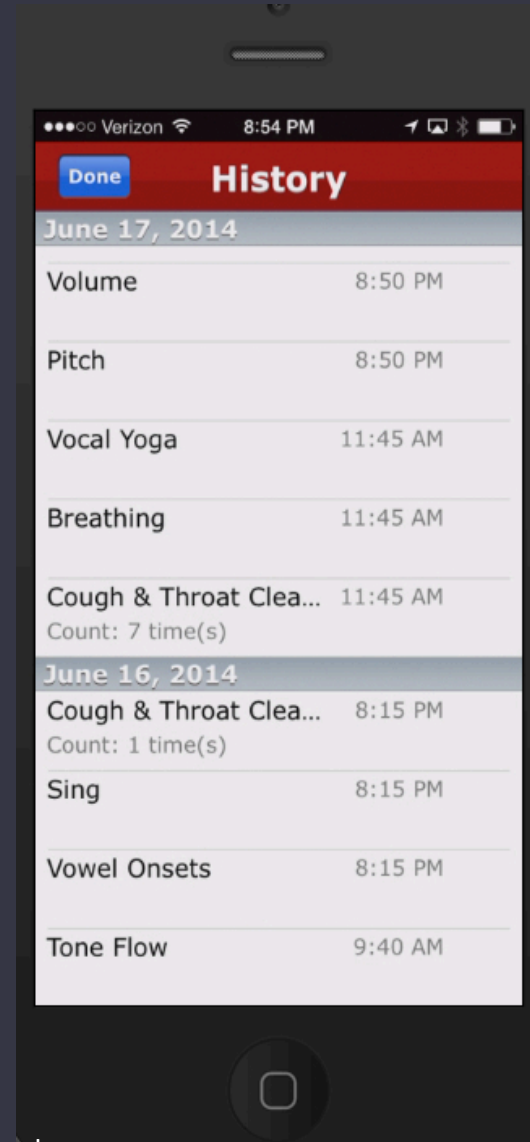 Verizon 8:54 PM
Done History
June 17, 2014
Volume 8:50 PM
Pitch 8:50 PM
Vocal Yoga 11:45 AM
Breathing 11:45 AM
Cough & Throat Clea... 11:45 AM
Count: 7 time(s)
June 16, 2014
Cough & Throat Clea... 8:15 PM
Count: 1 time(s)
Sing 8:15 PM
Vowel Onsets 8:15 PM
Tone Flow 9:40 AM